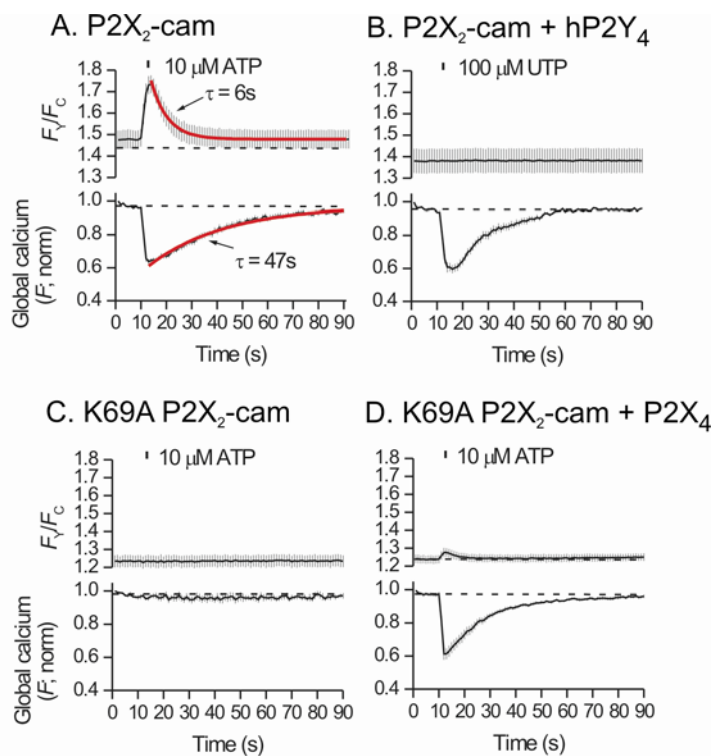 A. P2X₂-cam
B. P2X₂-cam + hP2Y₄
10 μM ATP
100 μM UTP
F_Y/F_C
1.8
1.7
1.6
1.5
1.4
1.3
τ = 6s
1.8
1.7
1.6
1.5
1.4
1.3
Global calcium
(F; norm)
1.0
0.8
0.6
0.4
τ = 47s
1.0
0.8
0.6
0.4
0 10 20 30 40 50 60 70 80 90
0 10 20 30 40 50 60 70 80 90
Time (s)
Time (s)
C. K69A P2X₂-cam
D. K69A P2X₂-cam + P2X₄
10 μM ATP
10 μM ATP
F_Y/F_C
1.8
1.7
1.6
1.5
1.4
1.3
1.2
1.8
1.7
1.6
1.5
1.4
1.3
1.2
Global calcium
(F; norm)
1.0
0.8
0.6
0.4
1.0
0.8
0.6
0.4
0 10 20 30 40 50 60 70 80 90
0 10 20 30 40 50 60 70 80 90
Time (s)
Time (s)